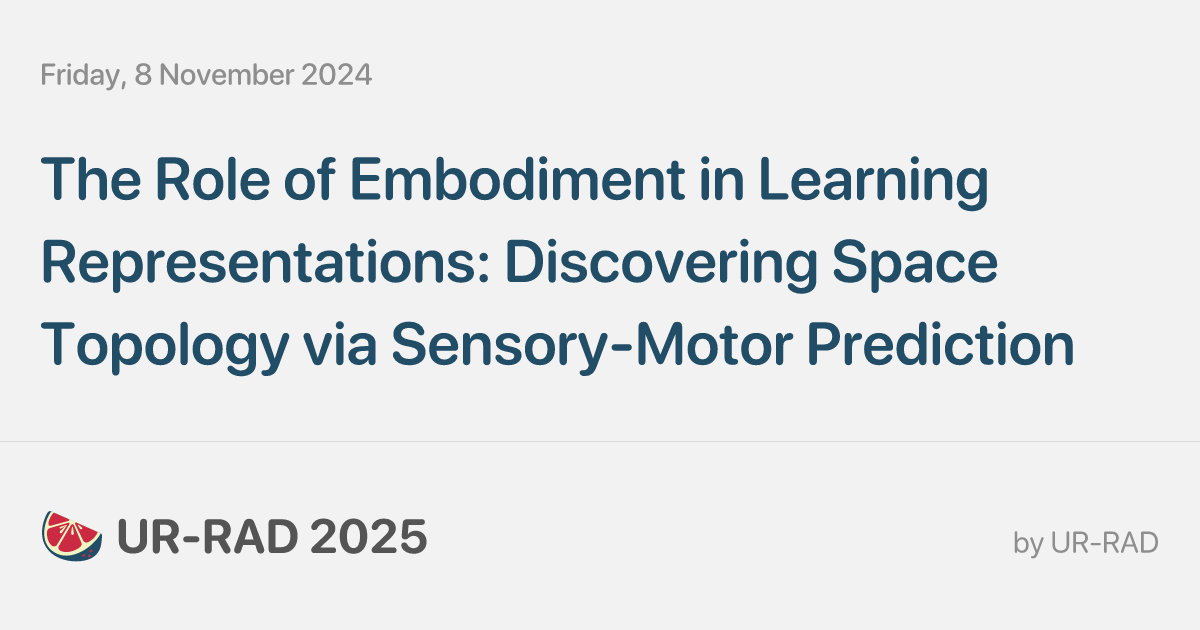 Friday, 8 November 2024
The Role of Embodiment in Learning
Representations: Discovering Space
Topology via Sensory-Motor Prediction
UR-RAD 2025
by UR-RAD